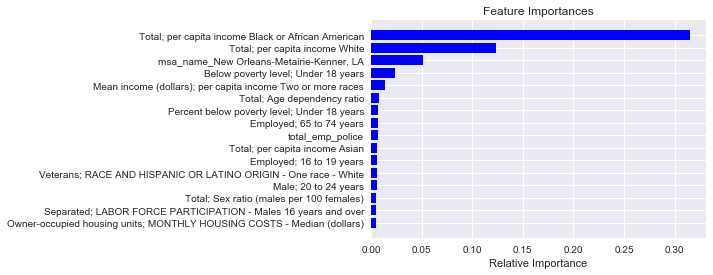 Feature Importances
Total; per capita income Black or African American
Total; per capita income White
msa_name_New Orleans-Metairie-Kenner, LA
Below poverty level; Under 18 years
Mean income (dollars); per capita income Two or more races
Total; Age dependency ratio
Percent below poverty level; Under 18 years
Employed; 65 to 74 years
total_emp_police
Total; per capita income Asian
Employed; 16 to 19 years
Veterans; RACE AND HISPANIC OR LATINO ORIGIN - One race - White
Male; 20 to 24 years
Total; Sex ratio (males per 100 females)
Separated; LABOR FORCE PARTICIPATION - Males 16 years and over
Owner-occupied housing units; MONTHLY HOUSING COSTS - Median (dollars)
0.00 0.05 0.10 0.15 0.20 0.25 0.30
Relative Importance